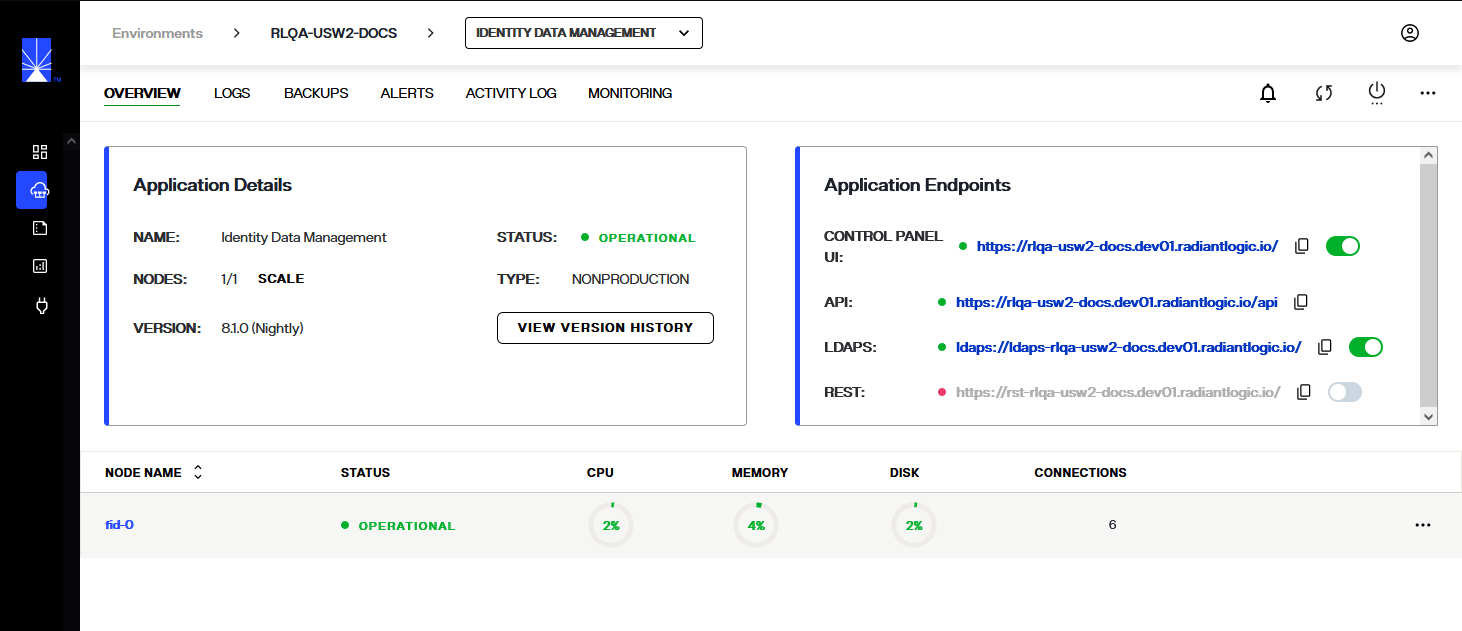 Environments > RLQA-USW2-DOCS > IDENTITY DATA MANAGEMENT
TM
OVERVIEW LOGS BACKUPS ALERTS ACTIVITY LOG MONITORING
Application Details
NAME: Identity Data Management STATUS: OPERATIONAL
NODES: 1/1 SCALE TYPE: NONPRODUCTION
VERSION: 8.1.0 (Nightly) VIEW VERSION HISTORY
Application Endpoints
CONTROL PANEL
UI: https://rlqa-usw2-docs.dev01.radiantlogic.io/
API: https://rlqa-usw2-docs.dev01.radiantlogic.io/api
LDAPS: ldaps://ldaps-rlqa-usw2-docs.dev01.radiantlogic.io/
REST: https://rst-rlqa-usw2-docs.dev01.radiantlogic.io/
NODE NAME STATUS CPU MEMORY DISK CONNECTIONS
fid-0 OPERATIONAL 2% 4% 2% 6